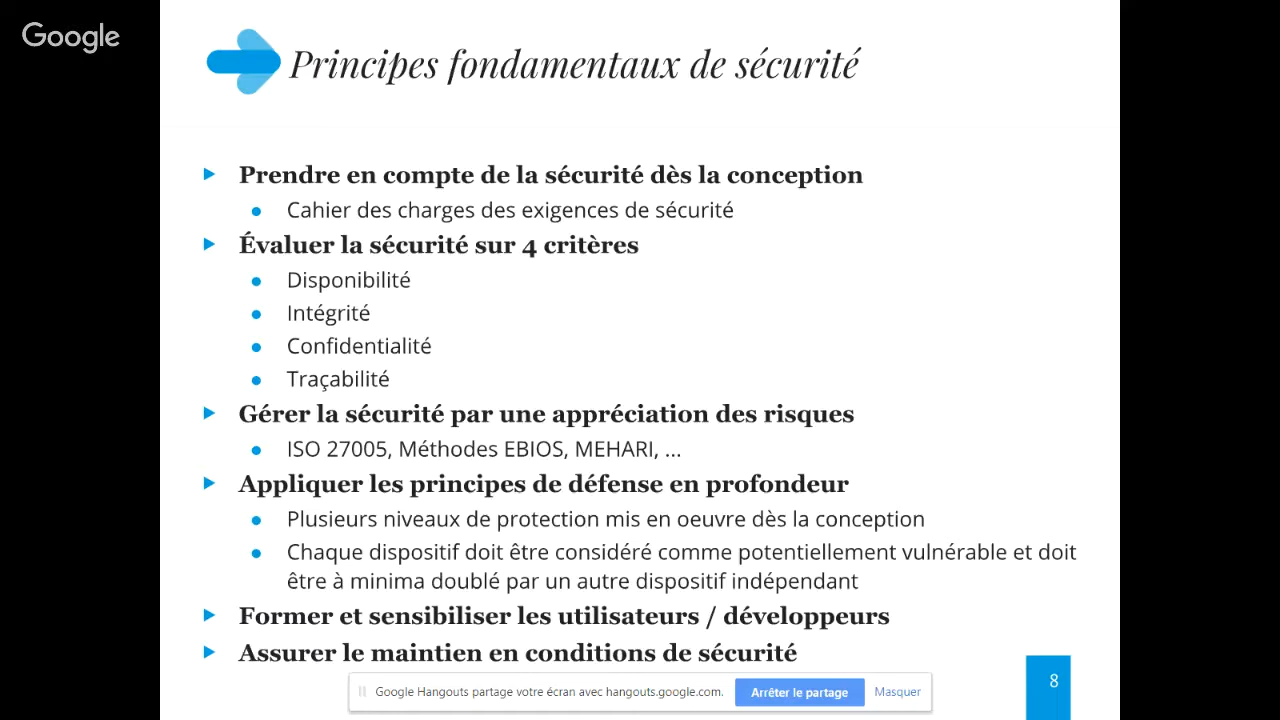 Google
Principes fondamentaux de sécurité
Prendre en compte de la sécurité dès la conception
Cahier des charges des exigences de sécurité
Évaluer la sécurité sur 4 critères
Disponibilité
Intégrité
Confidentialité
Traçabilité
Gérer la sécurité par une appréciation des risques
ISO 27005, Méthodes EBIOS, MEHARI, ...
Appliquer les principes de défense en profondeur
Plusieurs niveaux de protection mis en oeuvre dès la conception
Chaque dispositif doit être considéré comme potentiellement vulnérable et doit
être à minima doublé par un autre dispositif indépendant
Former et sensibiliser les utilisateurs / développeurs
Assurer le maintien en conditions de sécurité
8
Google Hangouts partage votre écran avec hangouts.google.com. Arrêter le partage Masquer